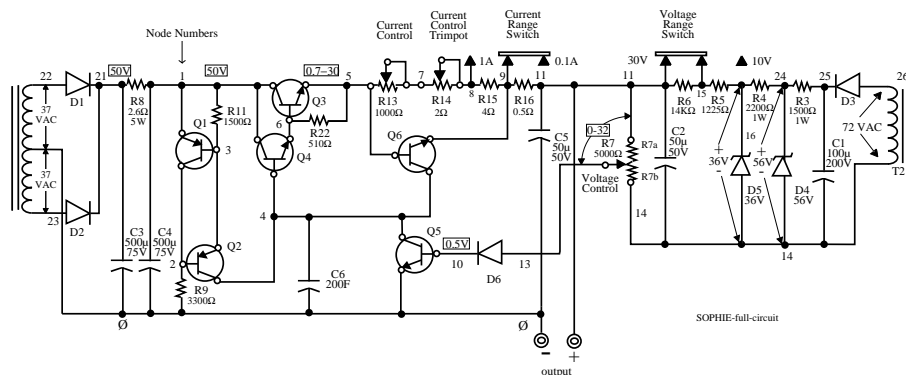 Node Numbers
Current
Control
Current
Control
Trimpot
Current
Range
Switch
Voltage
Range
Switch
22
21
50V
1
50V
0.7–30
5
7
1A
8
9
0.1A
11
11
30V
15
10V
24
25
26
D1
37
VAC
37
VAC
R8
2.6Ω
5W
R11
1500Ω
Q3
6
R22
510Ω
R13
1000Ω
R14
2Ω
R15
4Ω
R16
0.5Ω
R6
14KΩ
R5
1225Ω
R4
2200Ω
1W
R3
1500Ω
1W
D3
Q1
3
Q4
Q6
C5
50µ
50V
0-32
R7
5000Ω
R7a
R7b
Voltage
Control
C2
50µ
50V
16
+
36V
-
+
56V
-
D5
36V
D4
56V
C1
100µ
200V
72 VAC
T2
23
D2
4
14
14
C3
500µ
75V
C4
500µ
75V
2
Q2
R9
3300Ω
C6
200F
Q5
0.5V
10
D6
13
Ø
Ø
-
+
output
SOPHIE-full-circuit